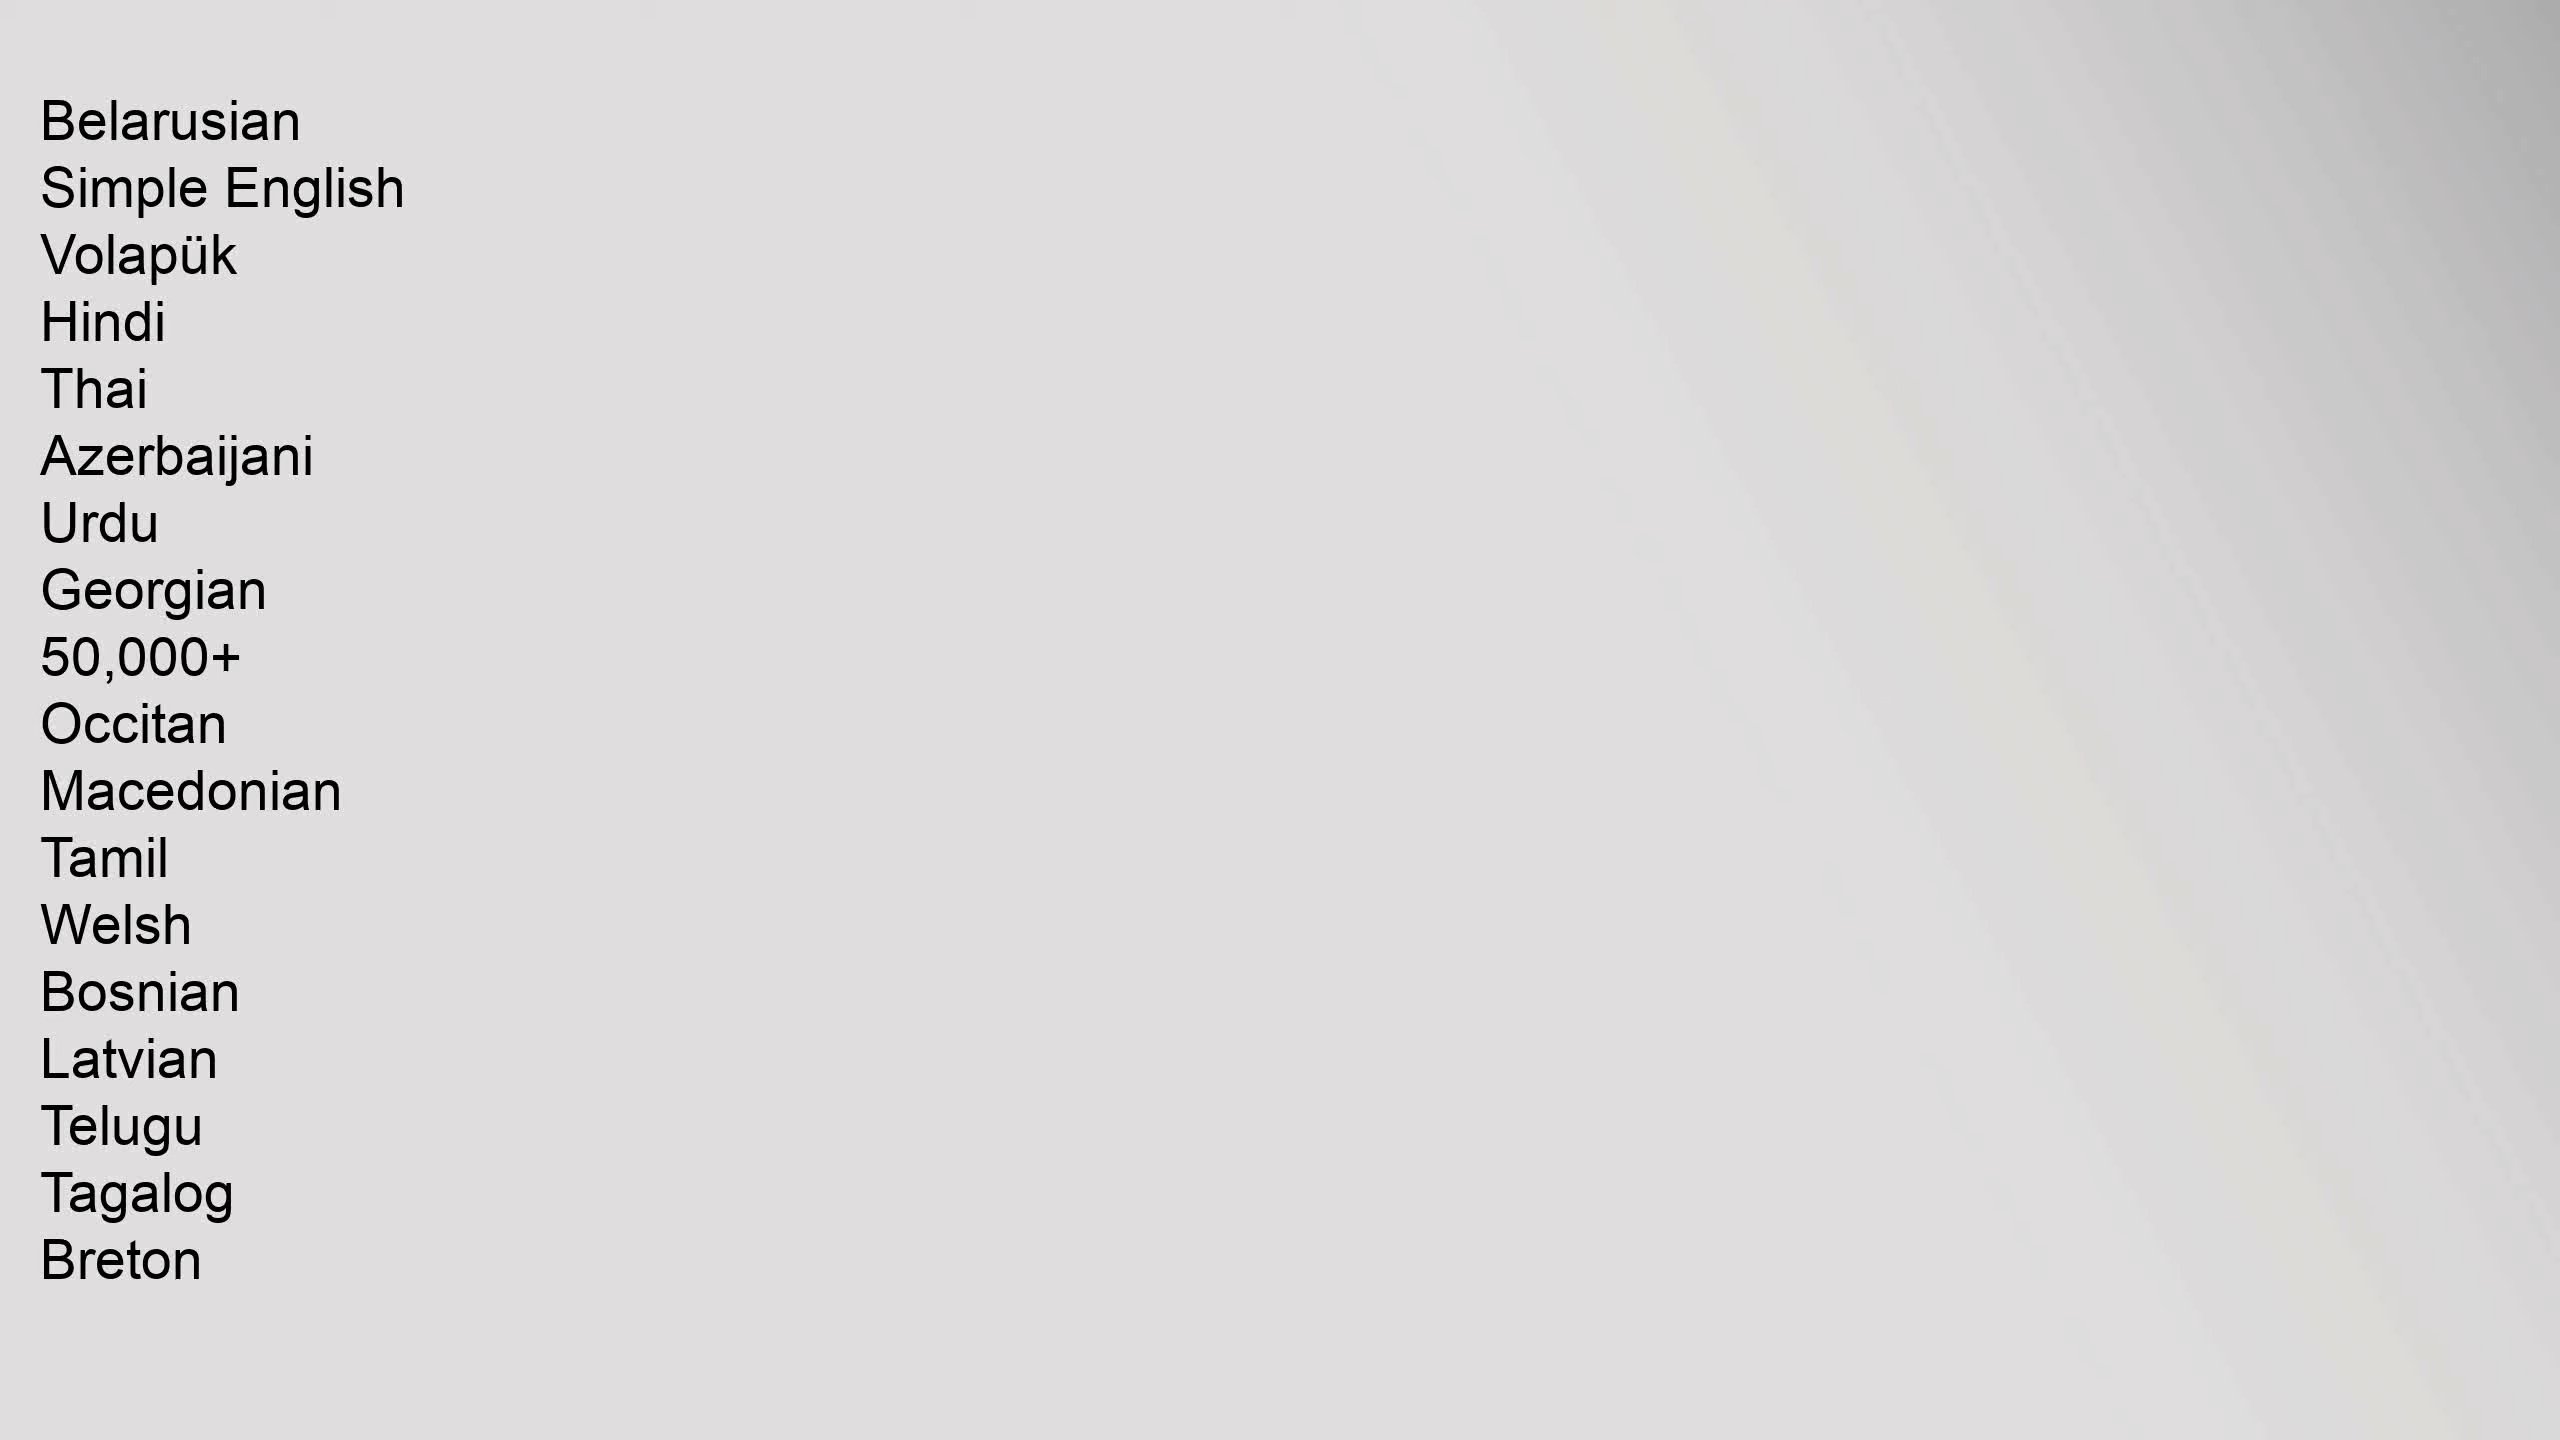 Belarusian
Simple English
Volapük
Hindi
Thai
Azerbaijani
Urdu
Georgian
50,000+
Occitan
Macedonian
Tamil
Welsh
Bosnian
Latvian
Telugu
Tagalog
Breton